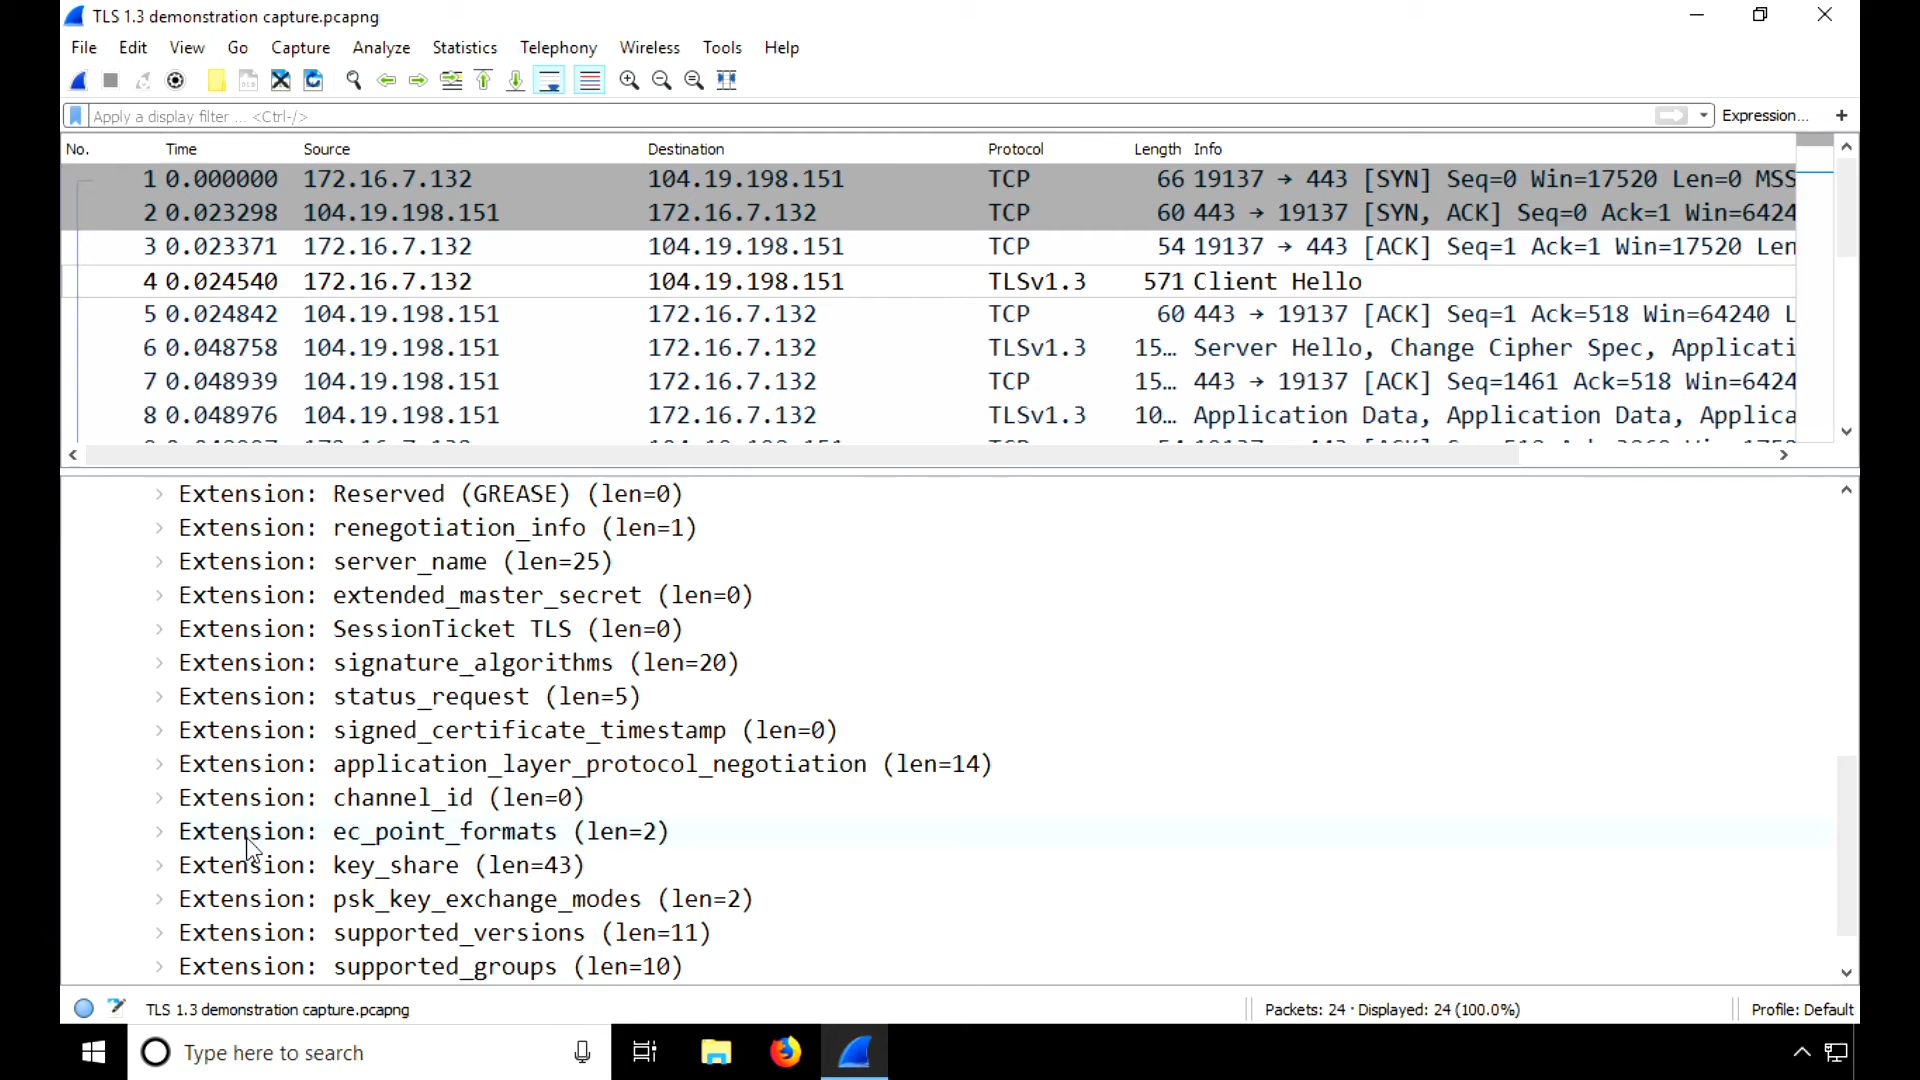 TLS 1.3 demonstration capture.pcapng
File Edit View Go Capture Analyze Statistics Telephony Wireless Tools Help
Apply a display filter ... <Ctrl-/> Expression... +
No. Time Source Destination Protocol Length Info
1 0.000000 172.16.7.132 104.19.198.151 TCP 66 19137 → 443 [SYN] Seq=0 Win=17520 Len=0 MSS
2 0.023298 104.19.198.151 172.16.7.132 TCP 60 443 → 19137 [SYN, ACK] Seq=0 Ack=1 Win=6424
3 0.023371 172.16.7.132 104.19.198.151 TCP 54 19137 → 443 [ACK] Seq=1 Ack=1 Win=17520 Len
4 0.024540 172.16.7.132 104.19.198.151 TLSv1.3 571 Client Hello
5 0.024842 104.19.198.151 172.16.7.132 TCP 60 443 → 19137 [ACK] Seq=1 Ack=518 Win=64240 L
6 0.048758 104.19.198.151 172.16.7.132 TLSv1.3 15… Server Hello, Change Cipher Spec, Applicati
7 0.048939 104.19.198.151 172.16.7.132 TCP 15… 443 → 19137 [ACK] Seq=1461 Ack=518 Win=6424
8 0.048976 104.19.198.151 172.16.7.132 TLSv1.3 10… Application Data, Application Data, Applica
Extension: Reserved (GREASE) (len=0)
Extension: renegotiation_info (len=1)
Extension: server_name (len=25)
Extension: extended_master_secret (len=0)
Extension: SessionTicket TLS (len=0)
Extension: signature_algorithms (len=20)
Extension: status_request (len=5)
Extension: signed_certificate_timestamp (len=0)
Extension: application_layer_protocol_negotiation (len=14)
Extension: channel_id (len=0)
Extension: ec_point_formats (len=2)
Extension: key_share (len=43)
Extension: psk_key_exchange_modes (len=2)
Extension: supported_versions (len=11)
Extension: supported_groups (len=10)
TLS 1.3 demonstration capture.pcapng Packets: 24 · Displayed: 24 (100.0%) Profile: Default
Type here to search